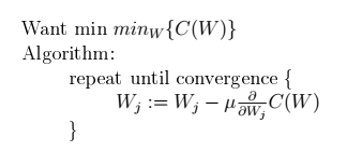 Want min min_W{C(W)}
Algorithm:
repeat until convergence {
W_j := W_j − μ ∂/∂W_j C(W)
}